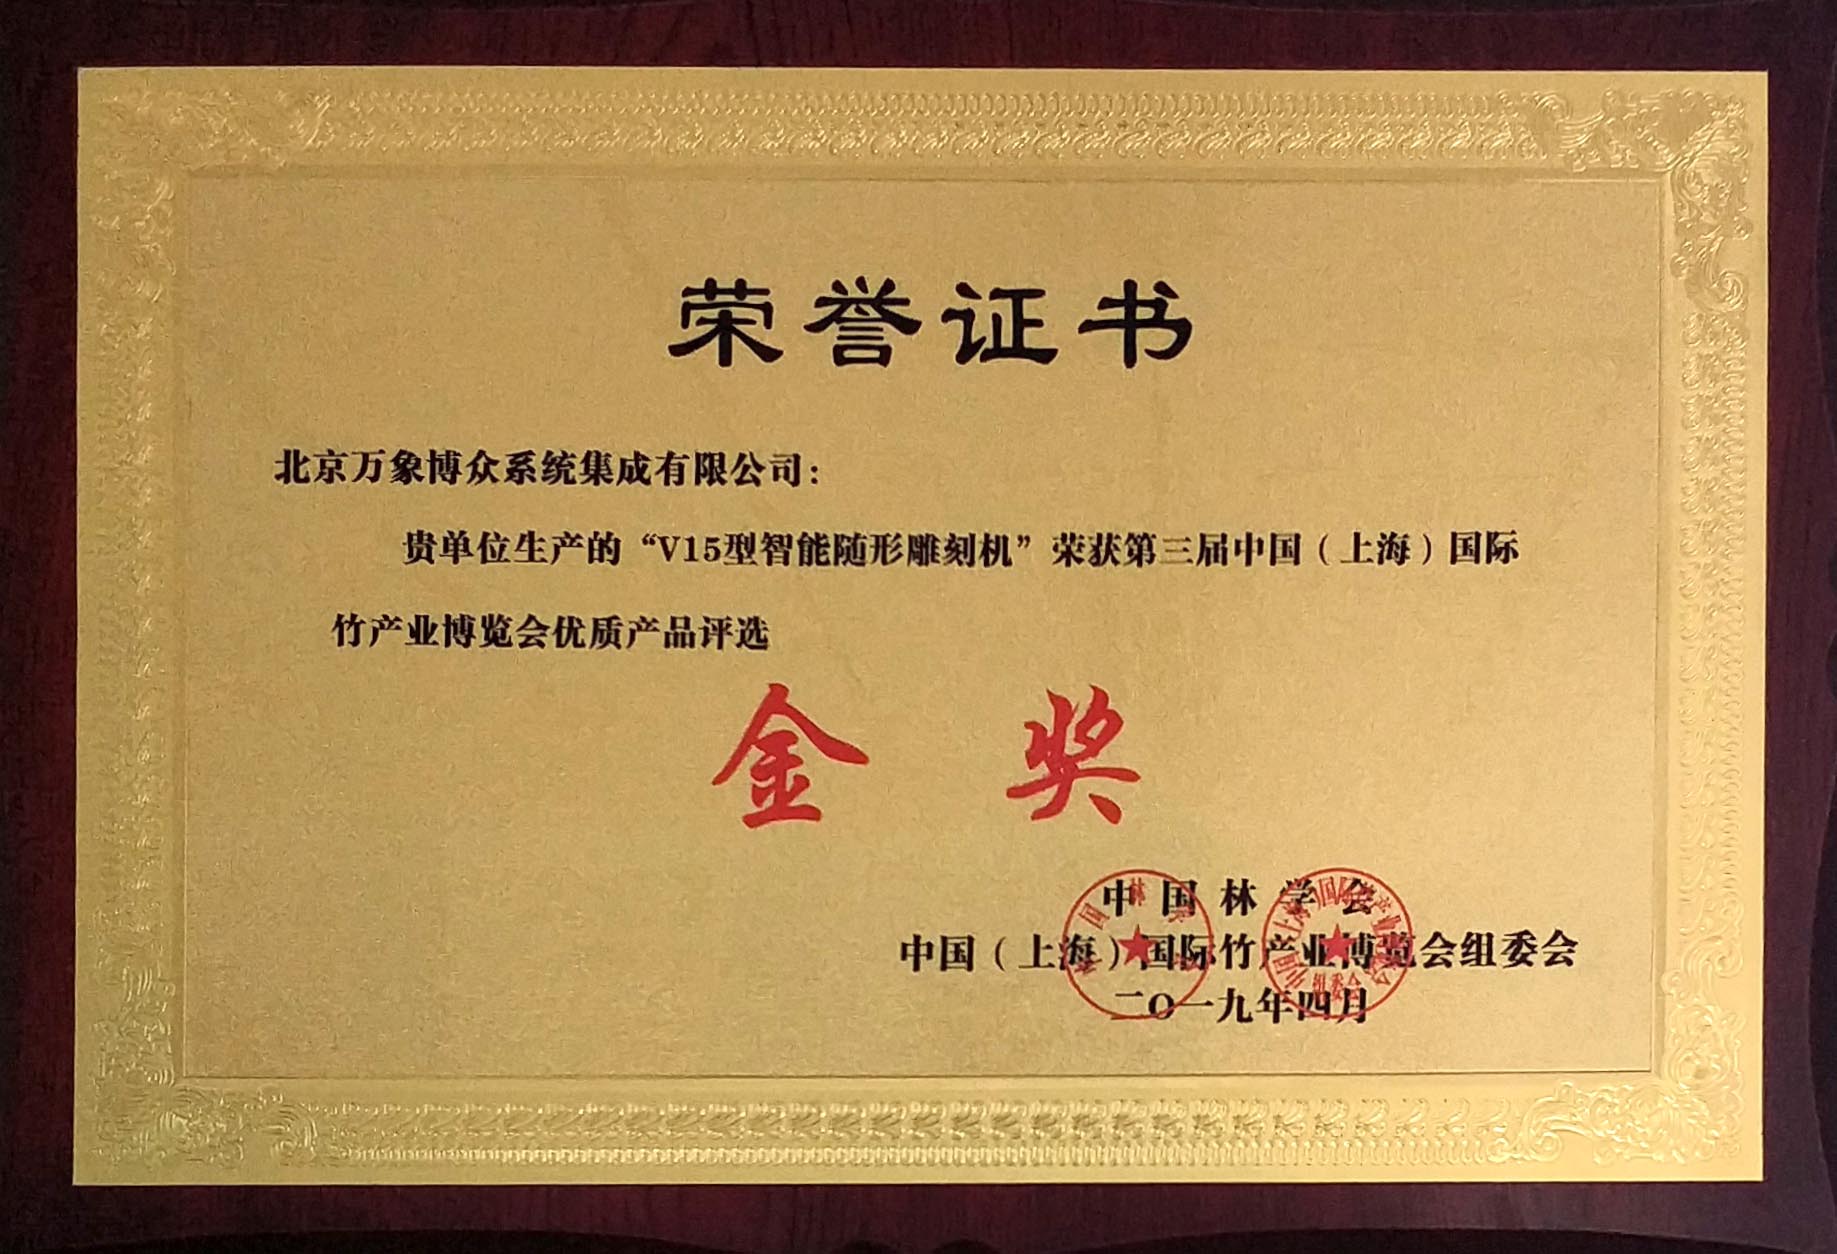 荣誉证书
北京万象博众系统集成有限公司：
贵单位生产的“V15型智能随形雕刻机”荣获第三届中国（上海）国际
竹产业博览会优质产品评选
金 奖
中国林学会
中国（上海）国际竹产业博览会组委会
二〇一九年四月
组委会